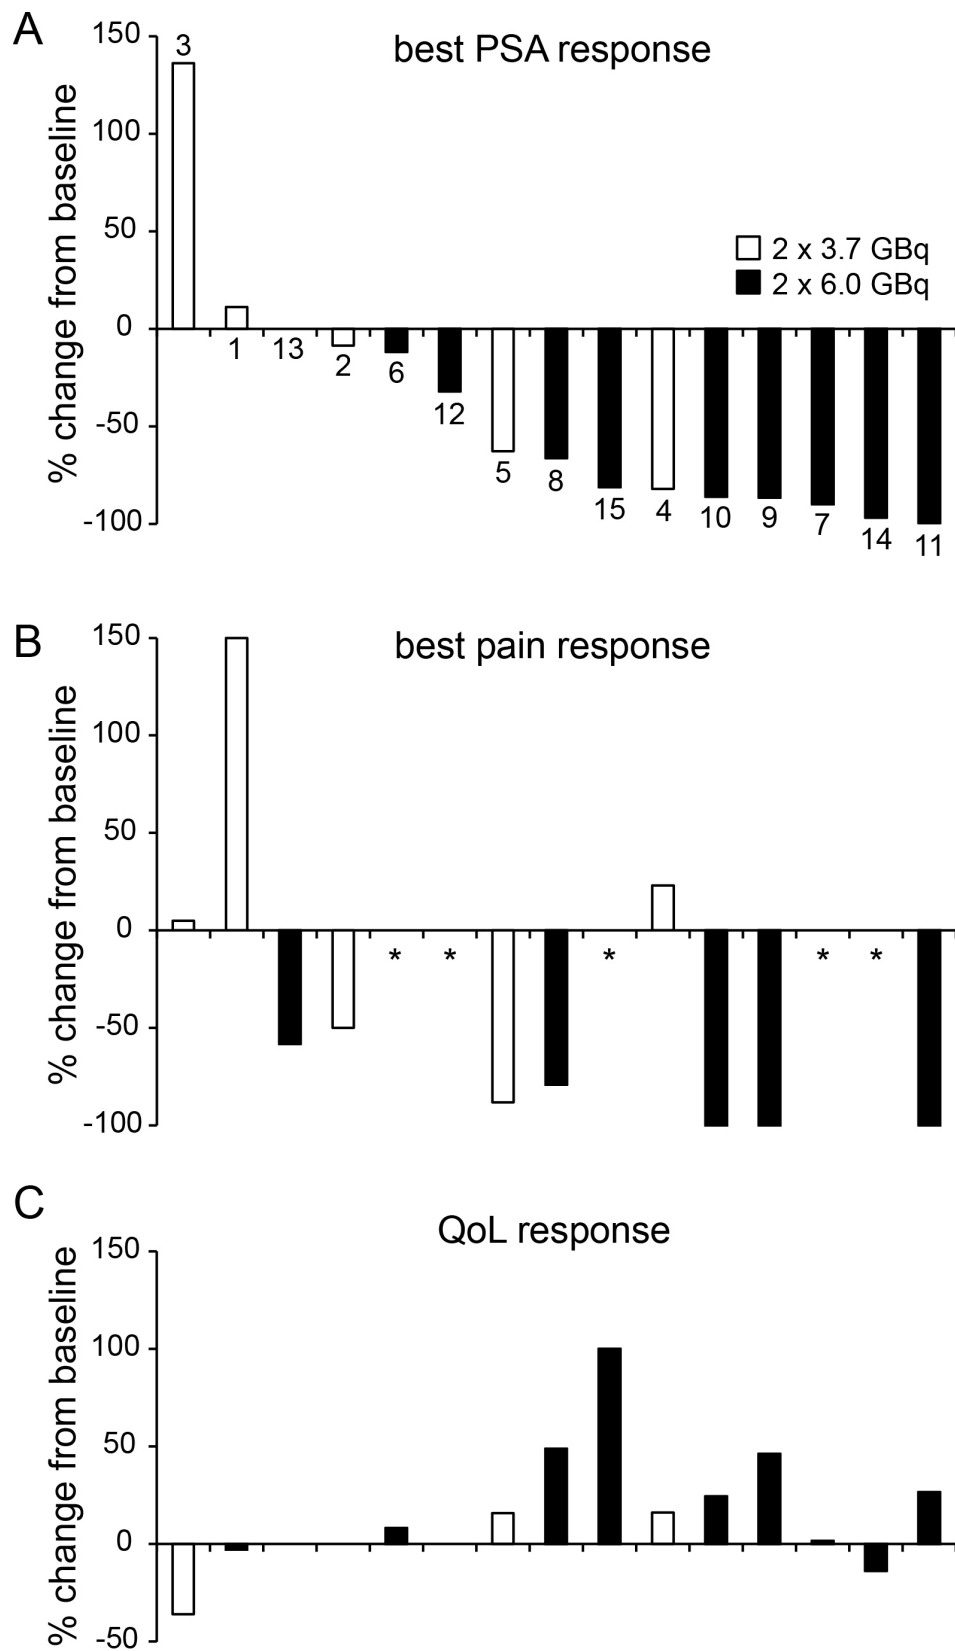 A
best PSA response
% change from baseline
150
100
50
0
-50
-100
3
1
13
2
6
12
5
8
15
4
10
9
7
14
11
2 x 3.7 GBq
2 x 6.0 GBq
B
best pain response
% change from baseline
150
100
50
0
-50
-100
* * * * *
C
QoL response
% change from baseline
150
100
50
0
-50